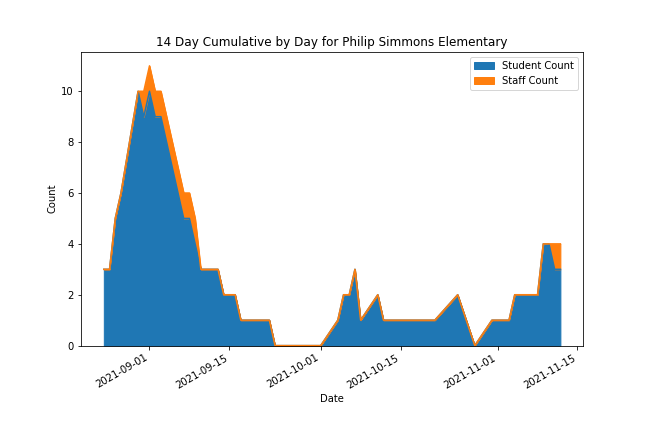 14 Day Cumulative by Day for Philip Simmons Elementary
Student Count
Staff Count
Count
10
8
6
4
2
0
2021-09-01
2021-09-15
2021-10-01
2021-10-15
2021-11-01
2021-11-15
Date